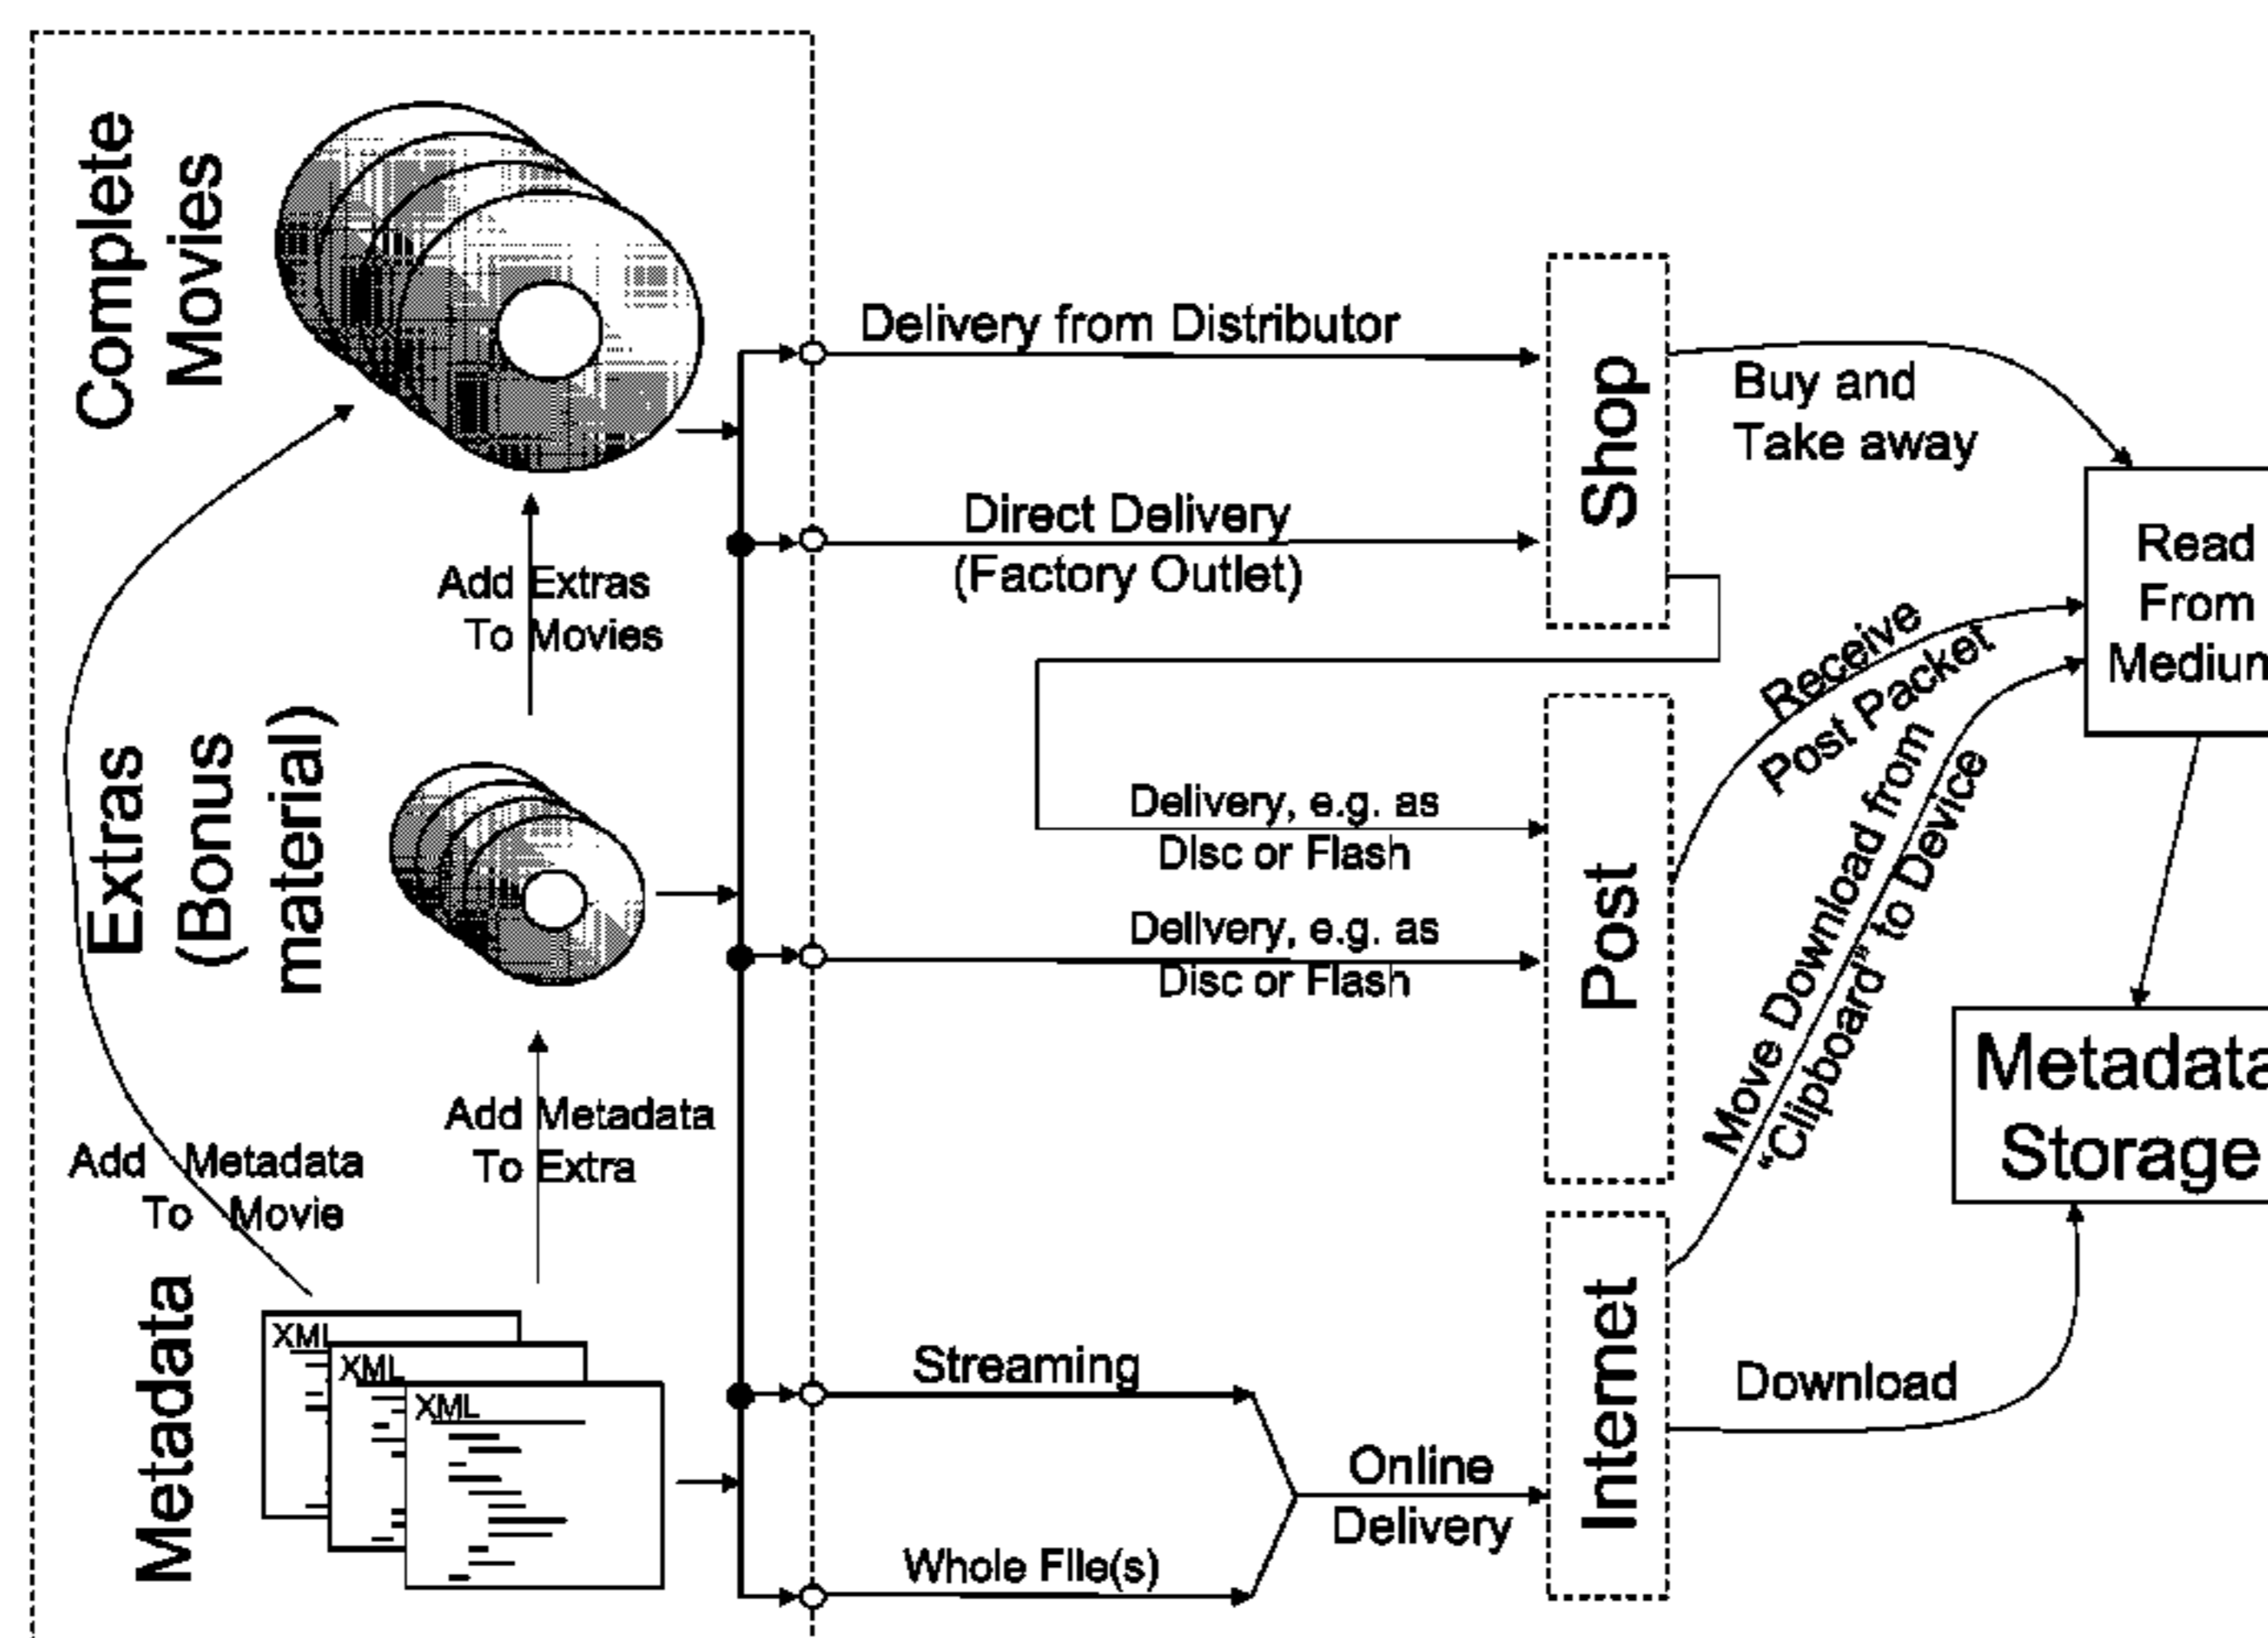 Complete
Movies
Delivery from Distributor
Shop
Buy and
Take away
Direct Delivery
(Factory Outlet)
Read
From
Add Extras
To Movies
Receive
Post Packet
Extras
(Bonus
material)
Delivery, e.g. as
Disc or Flash
Post
Move Download from
"Clipboard" to Device
Delivery, e.g. as
Disc or Flash
Metadata
Storage
Add Metadata
To Extra
Add Metadata
To Movie
Metadata
XML
XML
XML
Streaming
Internet
Download
Online
Delivery
Whole File(s)